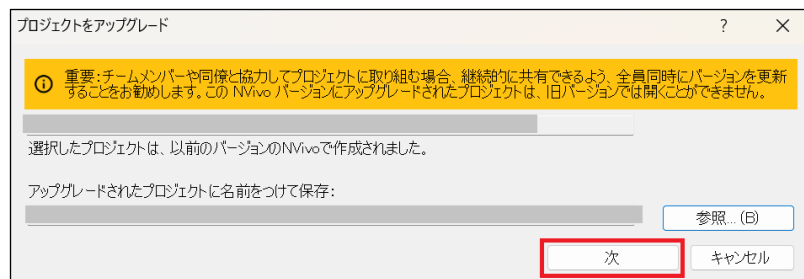 プロジェクトをアップグレード
重要:チームメンバーや同僚と協力してプロジェクトに取り組む場合、継続的に共有できるよう、全員同時にバージョンを更新
することをお勧めします。この NVivo バージョンにアップグレードされたプロジェクトは、旧バージョンでは開くことができません。
選択したプロジェクトは、以前のバージョンのNVivoで作成されました。
アップグレードされたプロジェクトに名前をつけて保存:
参照... (B)
次
キャンセル